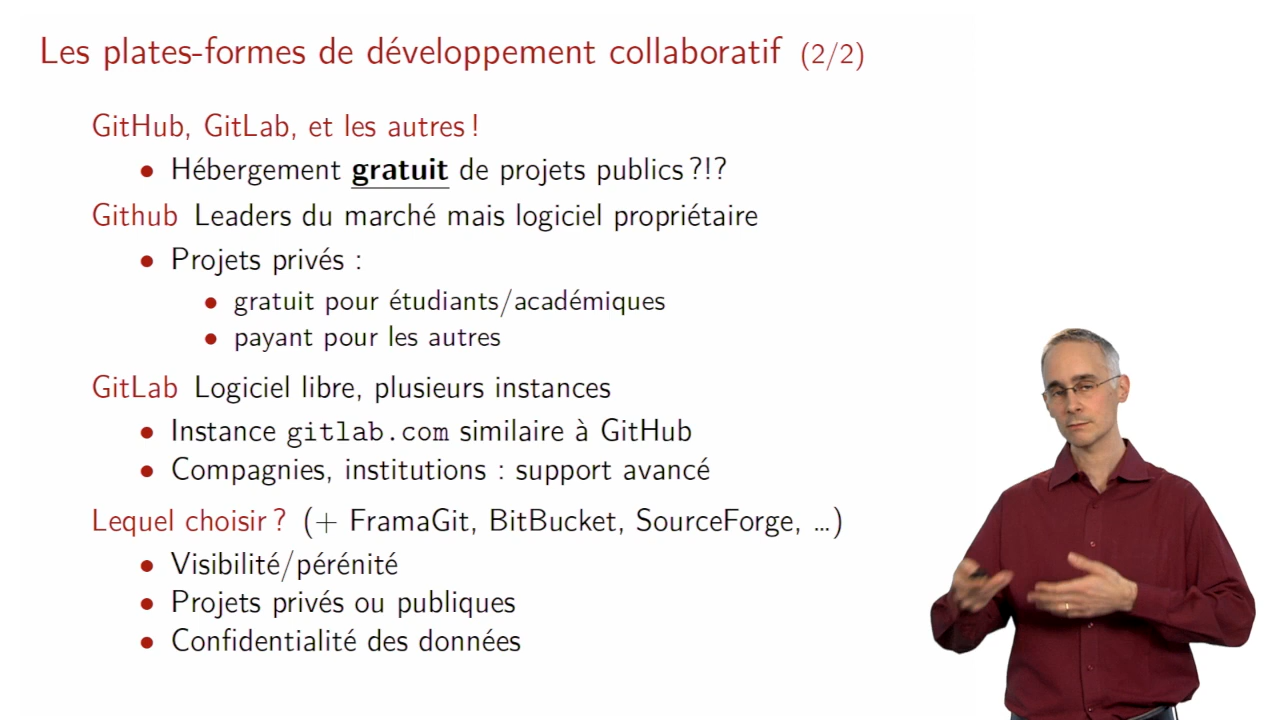 Les plates-formes de développement collaboratif (2/2)
GitHub, GitLab, et les autres !
• Hébergement gratuit de projets publics ?!?
Github Leaders du marché mais logiciel propriétaire
• Projets privés :
• gratuit pour étudiants/académiques
• payant pour les autres
GitLab Logiciel libre, plusieurs instances
• Instance gitlab.com similaire à GitHub
• Compagnies, institutions : support avancé
Lequel choisir ? (+ FramaGit, BitBucket, SourceForge, …)
• Visibilité/pérénité
• Projets privés ou publiques
• Confidentialité des données